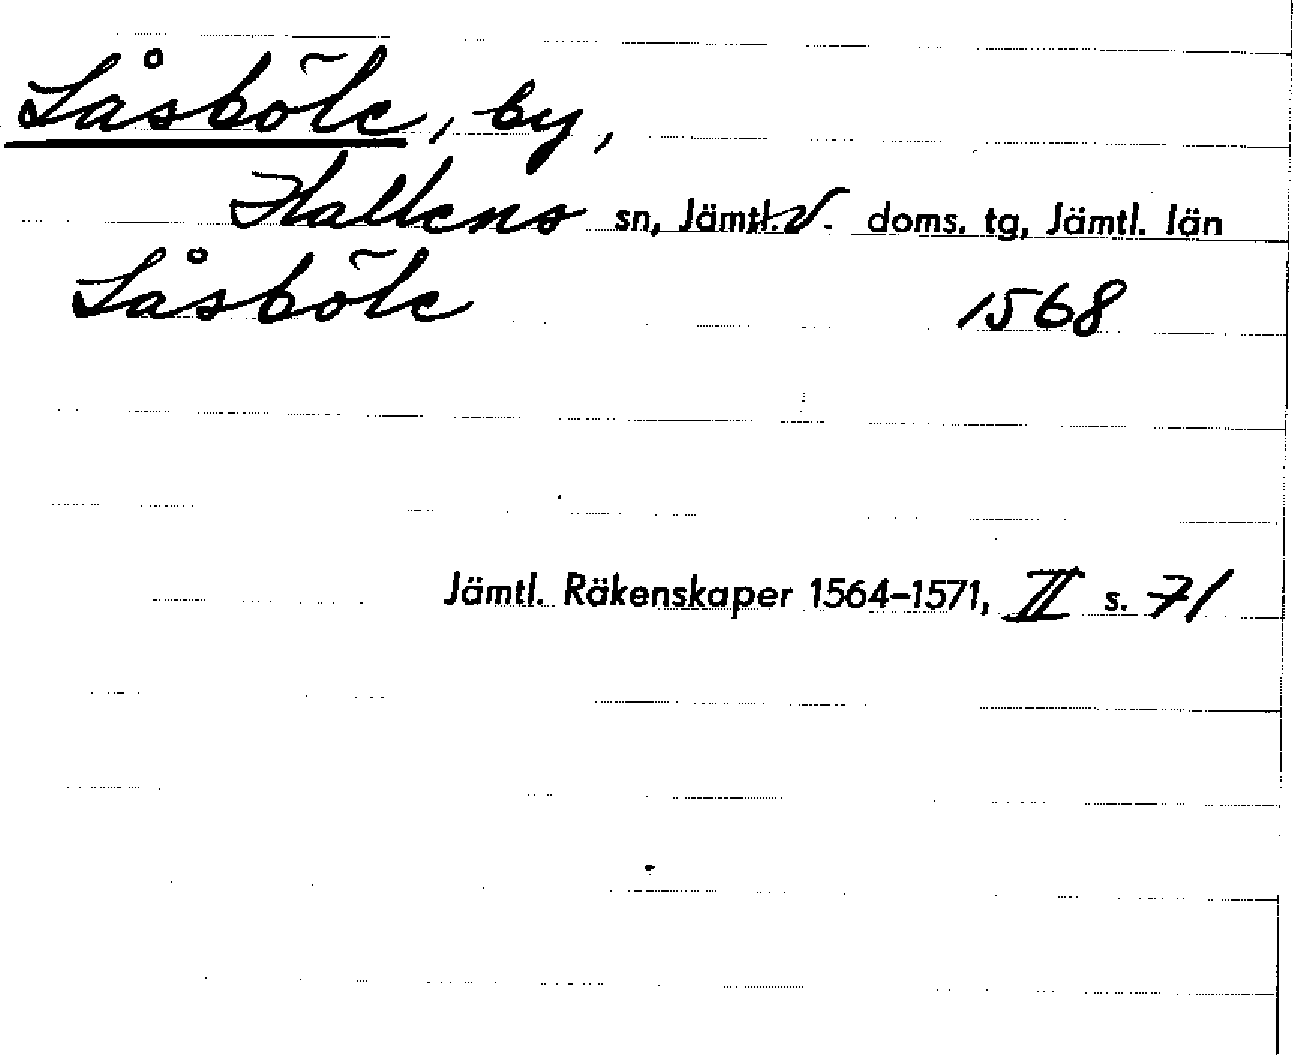 Låsböle, by,
Hallens sn, Jämtl. V. doms. tg, Jämtl. län
Låsböle 1568
Jämtl. Räkenskaper 1564-1571, II s. 71